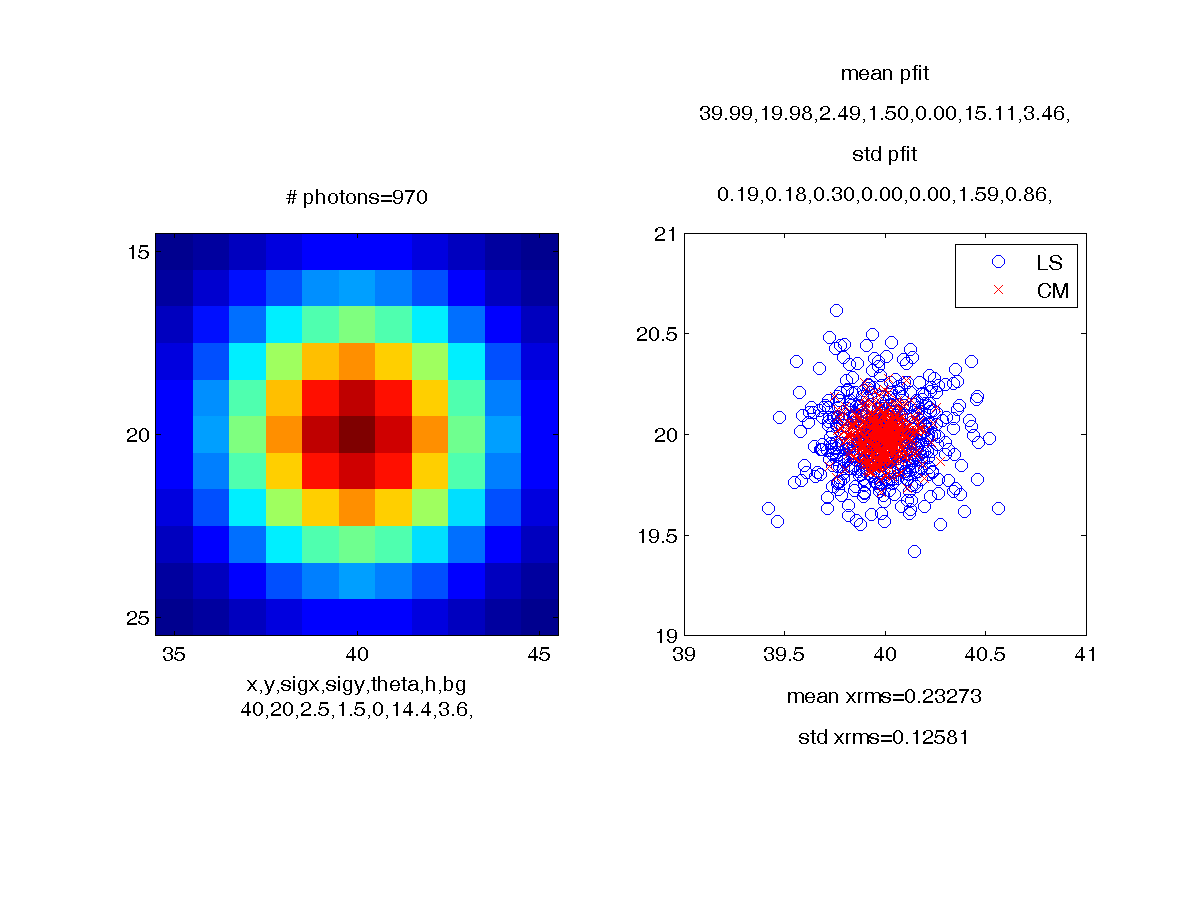 # photons=970
15
20
25
35
40
45
x,y,sigx,sigy,theta,h,bg
40,20,2.5,1.5,0,14.4,3.6,
mean pfit
39.99,19.98,2.49,1.50,0.00,15.11,3.46,
std pfit
0.19,0.18,0.30,0.00,0.00,1.59,0.86,
21
20.5
20
19.5
19
LS
CM
39
39.5
40
40.5
41
mean xrms=0.23273
std xrms=0.12581